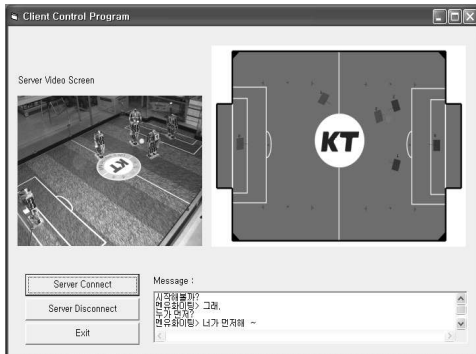 Client Control Program
Server Video Screen
KT
KT
Server Connect
Server Disconnect
Exit
Message :
시작해볼까?
멘유화미팅> 그래,
누가 먼저?
멘유화미팅> 너가 먼저해 ~